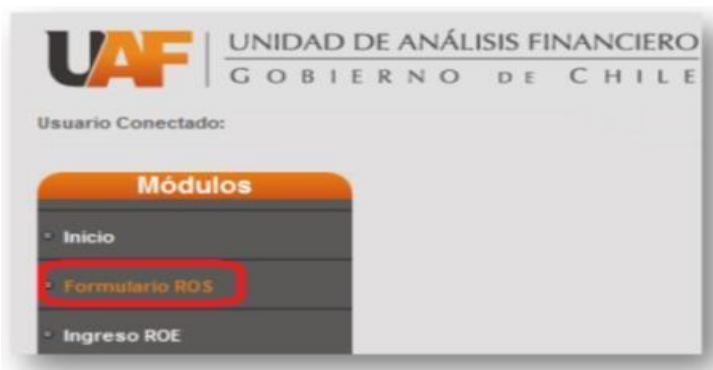 UAF
UNIDAD DE ANÁLISIS FINANCIERO
GOBIERNO DE CHILE
Usuario Conectado:
Módulos
Inicio
Formulario ROS
Ingreso ROE